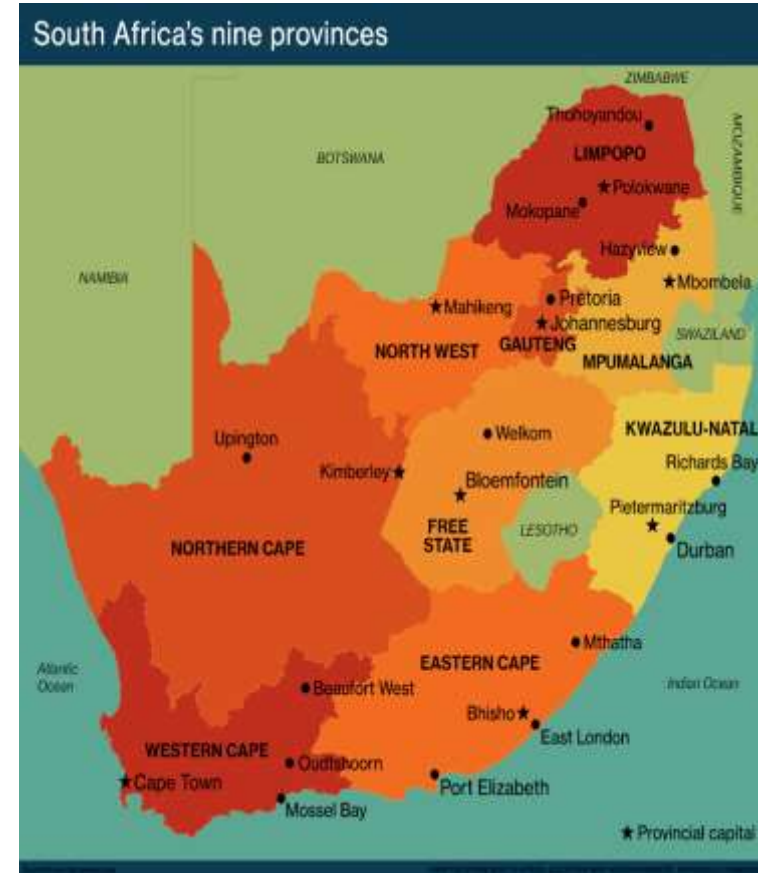 South Africa's nine provinces
ZIMBABWE
Thohoyandou
MOZAMBIQUE
BOTSWANA
LIMPOPO
Polokwane
Mokopane
Hazyview
NAMIBIA
Mbombela
Pretoria
Mahikeng
Johannesburg
SWAZILAND
GAUTENG
NORTH WEST
MPUMALANGA
Welkom
KWAZULU-NATAL
Upington
Richards Bay
Kimberley
Bloemfontein
Pietermaritzburg
FREE
STATE
LESOTHO
NORTHERN CAPE
Durban
Mthatha
EASTERN CAPE
Atlantic
Ocean
Indian Ocean
Beaufort West
Bhisho
East London
WESTERN CAPE
Oudtshoorn
Cape Town
Port Elizabeth
Mossel Bay
★ Provincial capital